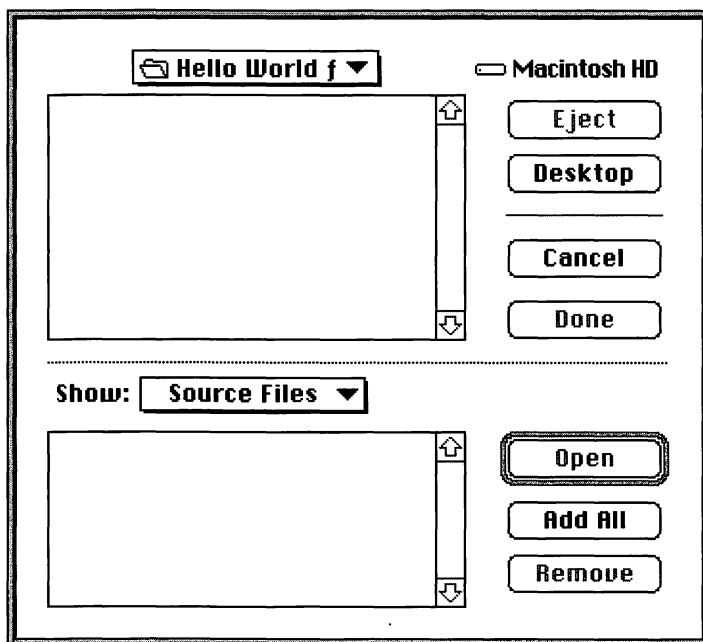 Hello World ƒ
Macintosh HD
Eject
Desktop
Cancel
Done
Show: Source Files
Open
Add All
Remove